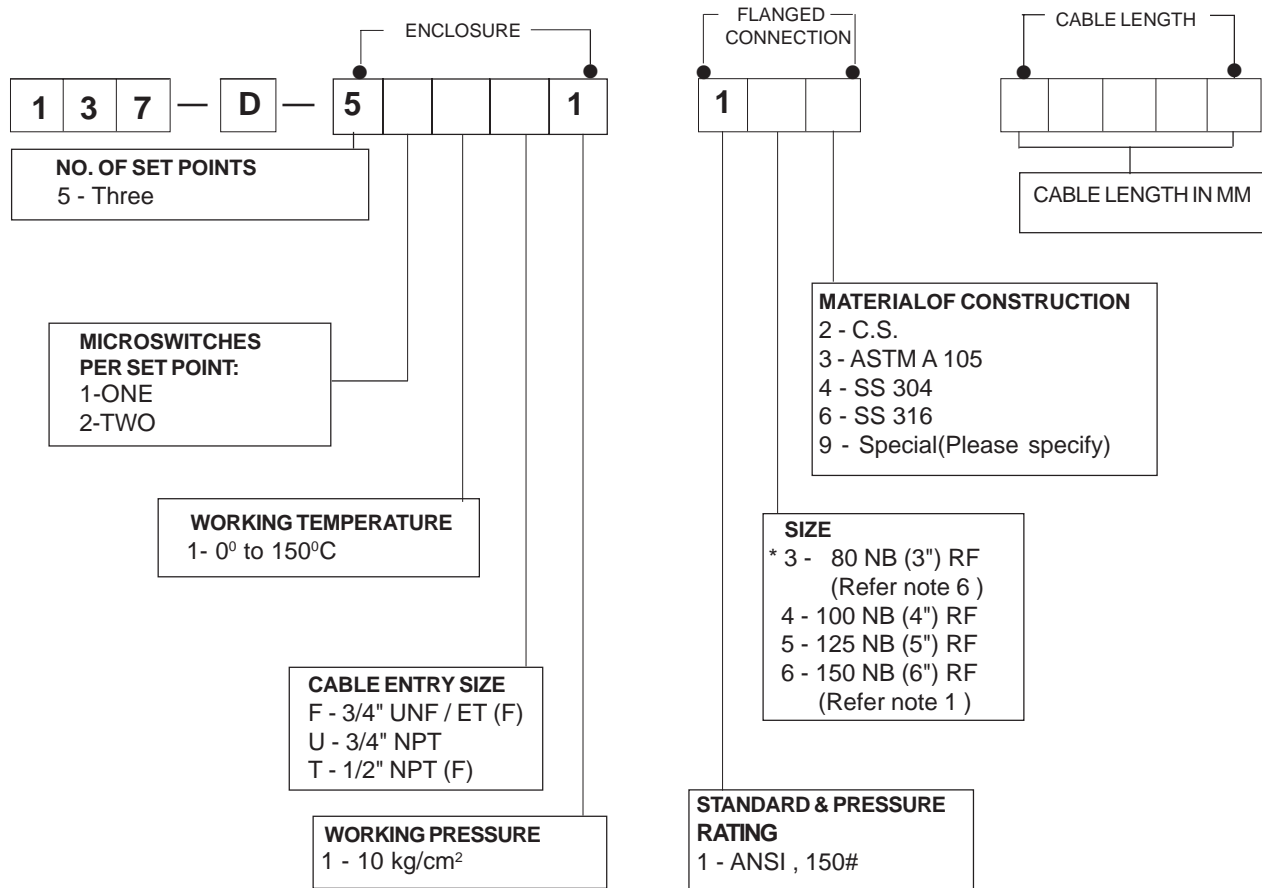 ENCLOSURE
FLANGED
CONNECTION
CABLE LENGTH
1 3 7 — D — 5 1 1
NO. OF SET POINTS
5 - Three
CABLE LENGTH IN MM
MICROSWITCHES
PER SET POINT:
1-ONE
2-TWO
MATERIALOF CONSTRUCTION
2 - C.S.
3 - ASTM A 105
4 - SS 304
6 - SS 316
9 - Special(Please specify)
WORKING TEMPERATURE
1- 0⁰ to 150⁰C
SIZE
* 3 - 80 NB (3") RF
(Refer note 6 )
4 - 100 NB (4") RF
5 - 125 NB (5") RF
6 - 150 NB (6") RF
(Refer note 1 )
CABLE ENTRY SIZE
F - 3/4" UNF / ET (F)
U - 3/4" NPT
T - 1/2" NPT (F)
WORKING PRESSURE
1 - 10 kg/cm²
STANDARD & PRESSURE
RATING
1 - ANSI , 150#